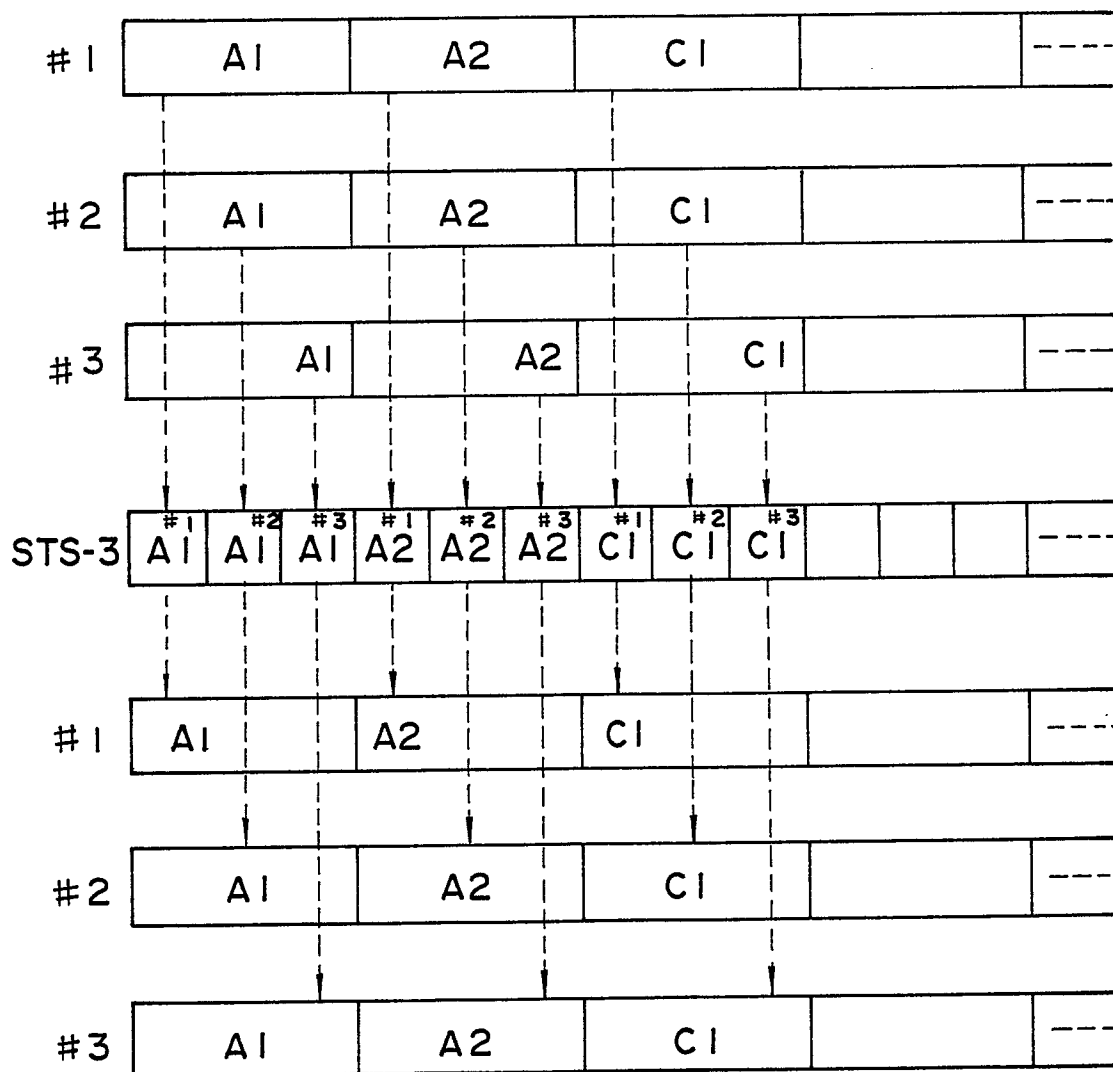 #1 A1 A2 C1 ----
#2 A1 A2 C1 ----
#3 A1 A2 C1 ----
#1 #2 #3 #1 #2 #3 #1 #2 #3
STS-3 A1 A1 A1 A2 A2 A2 C1 C1 C1 ----
#1 A1 A2 C1 ----
#2 A1 A2 C1 ----
#3 A1 A2 C1 ----